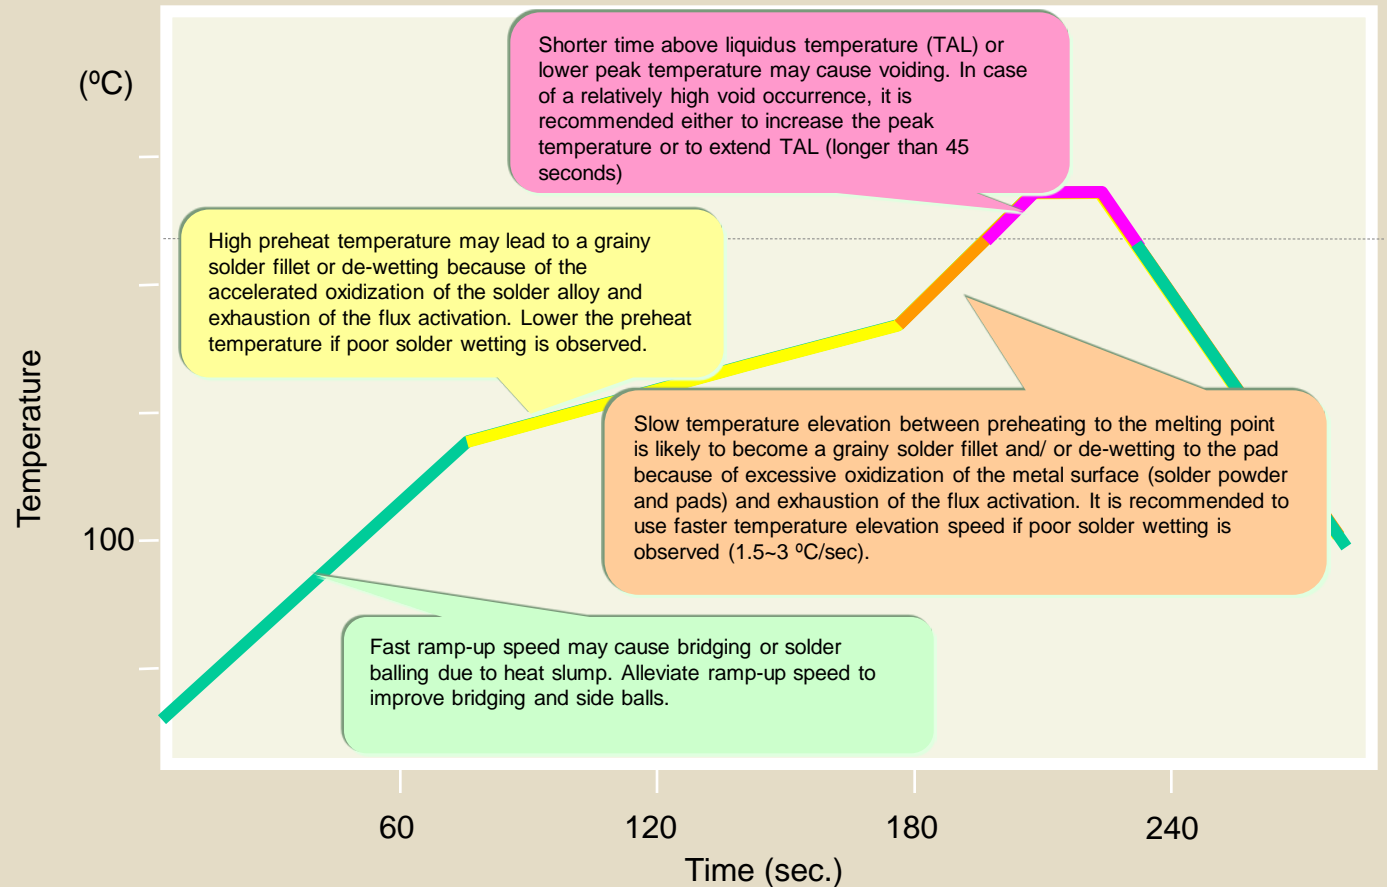 (ºC)
Shorter time above liquidus temperature (TAL) or
lower peak temperature may cause voiding. In case
of a relatively high void occurrence, it is
recommended either to increase the peak
temperature or to extend TAL (longer than 45
seconds)
High preheat temperature may lead to a grainy
solder fillet or de-wetting because of the
accelerated oxidization of the solder alloy and
exhaustion of the flux activation. Lower the preheat
temperature if poor solder wetting is observed.
Temperature
Slow temperature elevation between preheating to the melting point
is likely to become a grainy solder fillet and/ or de-wetting to the pad
because of excessive oxidization of the metal surface (solder powder
and pads) and exhaustion of the flux activation. It is recommended to
use faster temperature elevation speed if poor solder wetting is
observed (1.5~3 ºC/sec).
100
Fast ramp-up speed may cause bridging or solder
balling due to heat slump. Alleviate ramp-up speed to
improve bridging and side balls.
60 120 180 240
Time (sec.)